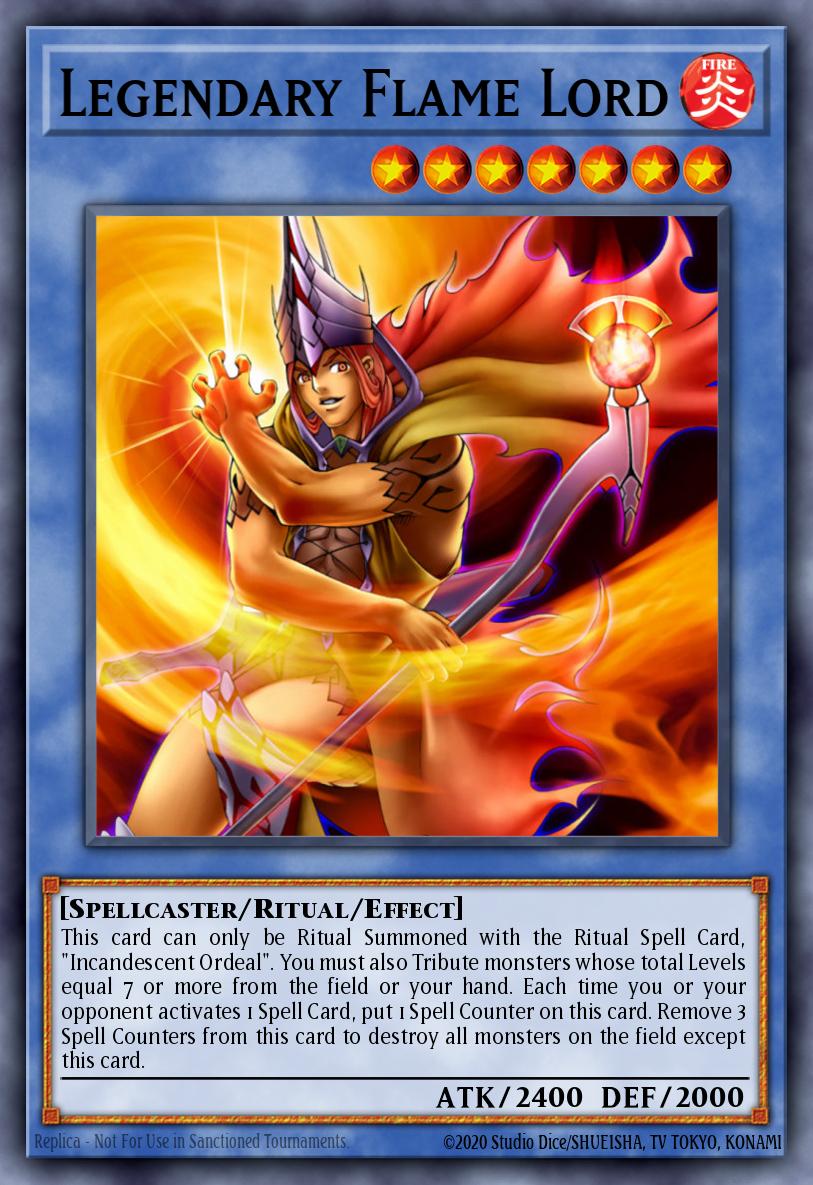 Legendary Flame Lord
FIRE
炎
[Spellcaster/Ritual/Effect]
This card can only be Ritual Summoned with the Ritual Spell Card,
"Incandescent Ordeal". You must also Tribute monsters whose total Levels
equal 7 or more from the field or your hand. Each time you or your
opponent activates 1 Spell Card, put 1 Spell Counter on this card. Remove 3
Spell Counters from this card to destroy all monsters on the field except
this card.
ATK/2400 DEF/2000
Replica - Not For Use in Sanctioned Tournaments.
©2020 Studio Dice/SHUEISHA, TV TOKYO, KONAMI